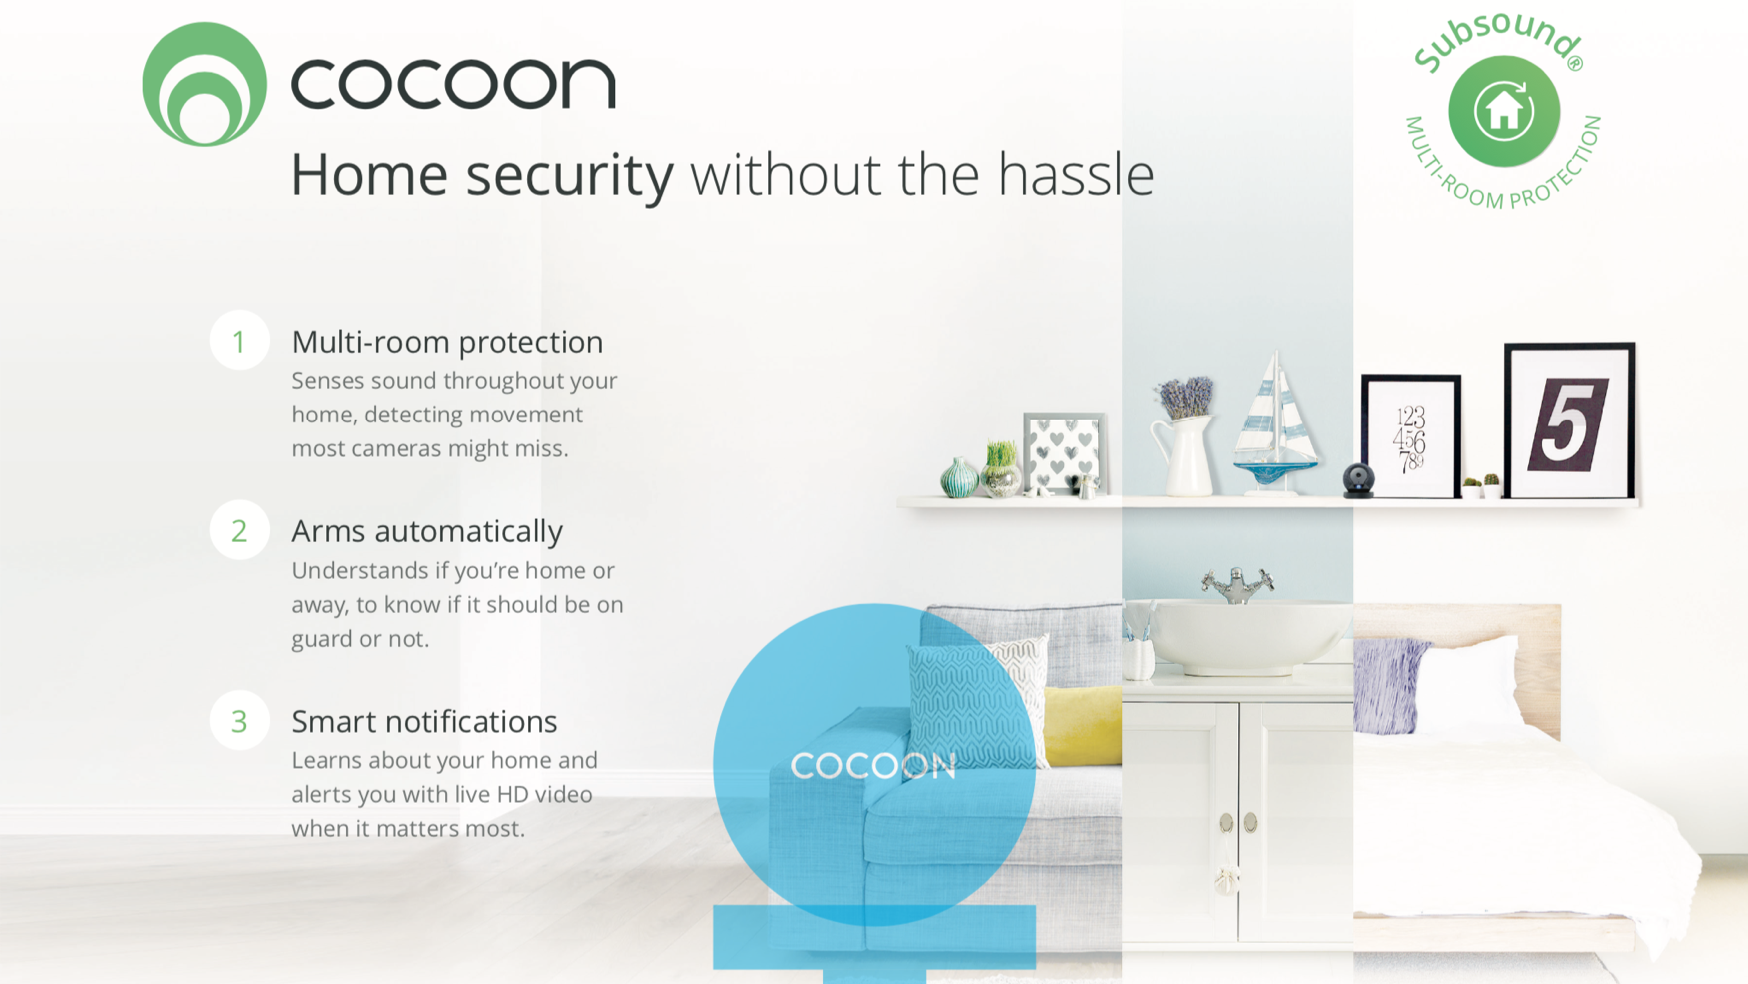 cocoon
Home security without the hassle
Subsound®
MULTI-ROOM PROTECTION
1
Multi-room protection
Senses sound throughout your
home, detecting movement
most cameras might miss.
2
Arms automatically
Understands if you’re home or
away, to know if it should be on
guard or not.
3
Smart notifications
Learns about your home and
alerts you with live HD video
when it matters most.
123
456
789
5
COCOON